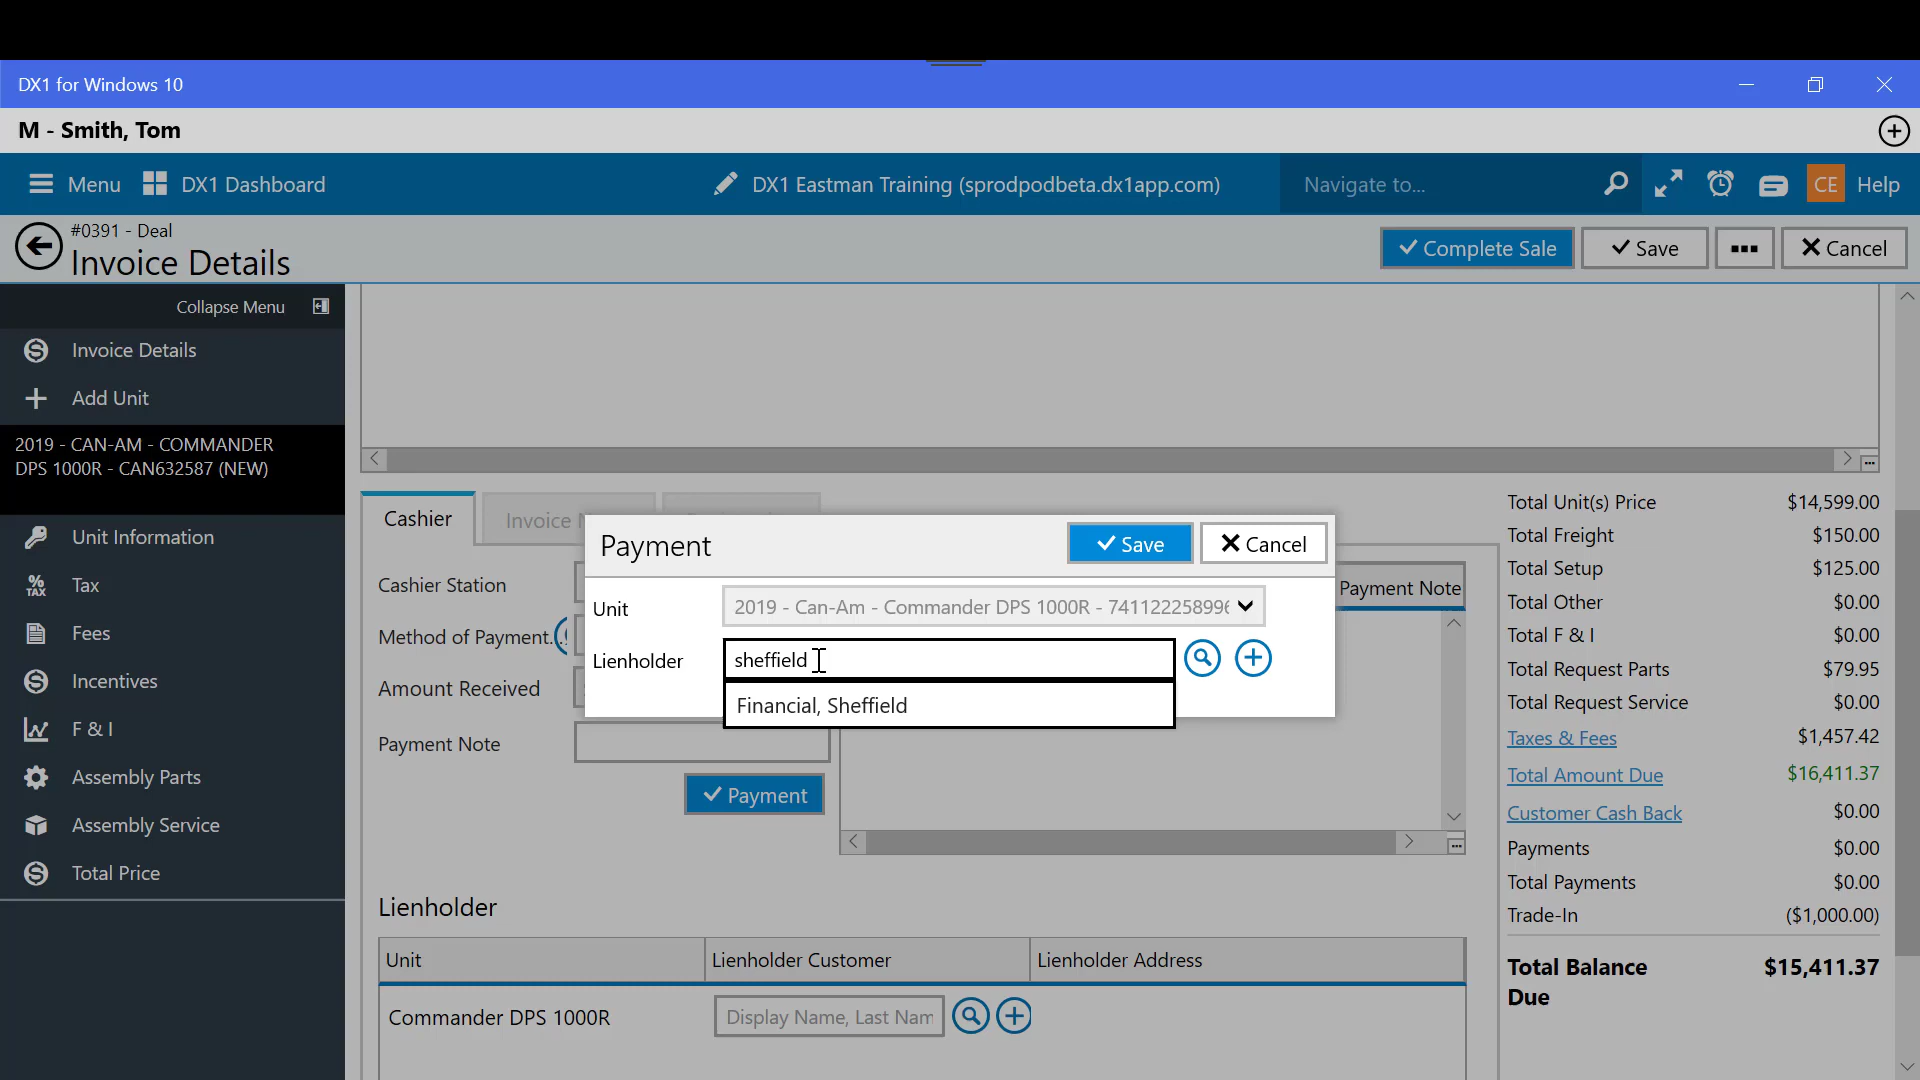 DX1 for Windows 10
M - Smith, Tom
Menu
DX1 Dashboard
DX1 Eastman Training (sprodpodbeta.dx1app.com)
Navigate to...
CE
Help
#0391 - Deal
Invoice Details
Complete Sale
Save
Cancel
Collapse Menu
Invoice Details
Add Unit
2019 - CAN-AM - COMMANDER
DPS 1000R - CAN632587 (NEW)
Unit Information
TAX
Tax
Fees
Incentives
F & I
Assembly Parts
Assembly Service
Total Price
Cashier
Invoice
Cashier Station
Method of Payment...
Amount Received
Payment Note
Payment
Payment Note
Payment
Save
Cancel
Unit
2019 - Can-Am - Commander DPS 1000R - 741122258996
Lienholder
sheffield
Financial, Sheffield
Lienholder
Unit
Lienholder Customer
Lienholder Address
Commander DPS 1000R
Display Name, Last Nam
Total Unit(s) Price $14,599.00
Total Freight $150.00
Total Setup $125.00
Total Other $0.00
Total F & I $0.00
Total Request Parts $79.95
Total Request Service $0.00
Taxes & Fees $1,457.42
Total Amount Due $16,411.37
Customer Cash Back $0.00
Payments $0.00
Total Payments $0.00
Trade-In ($1,000.00)
Total Balance $15,411.37
Due